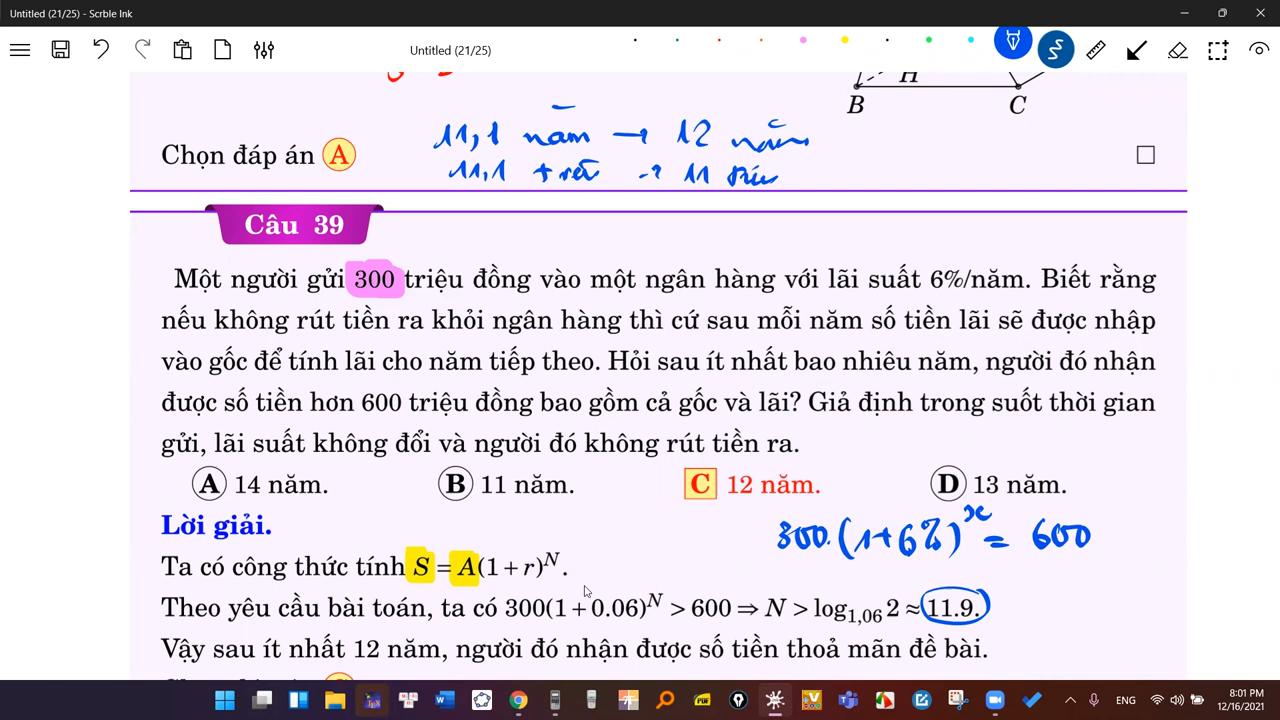 Untitled (21/25) - Scrble Ink
Untitled (21/25)
H
B C
11,1 năm → 12 năm
Chọn đáp án A
11,1 → 11
Câu 39
Một người gửi 300 triệu đồng vào một ngân hàng với lãi suất 6%/năm. Biết rằng
nếu không rút tiền ra khỏi ngân hàng thì cứ sau mỗi năm số tiền lãi sẽ được nhập
vào gốc để tính lãi cho năm tiếp theo. Hỏi sau ít nhất bao nhiêu năm, người đó nhận
được số tiền hơn 600 triệu đồng bao gồm cả gốc và lãi? Giả định trong suốt thời gian
gửi, lãi suất không đổi và người đó không rút tiền ra.
A 14 năm. B 11 năm. C 12 năm. D 13 năm.
Lời giải.
300.(1+6%)^x = 600
Ta có công thức tính S = A(1 + r)^N.
Theo yêu cầu bài toán, ta có 300(1 + 0.06)^N > 600 ⇒ N > log_{1,06} 2 ≈ 11.9.
Vậy sau ít nhất 12 năm, người đó nhận được số tiền thoả mãn đề bài.
ENG
8:01 PM
12/16/2021